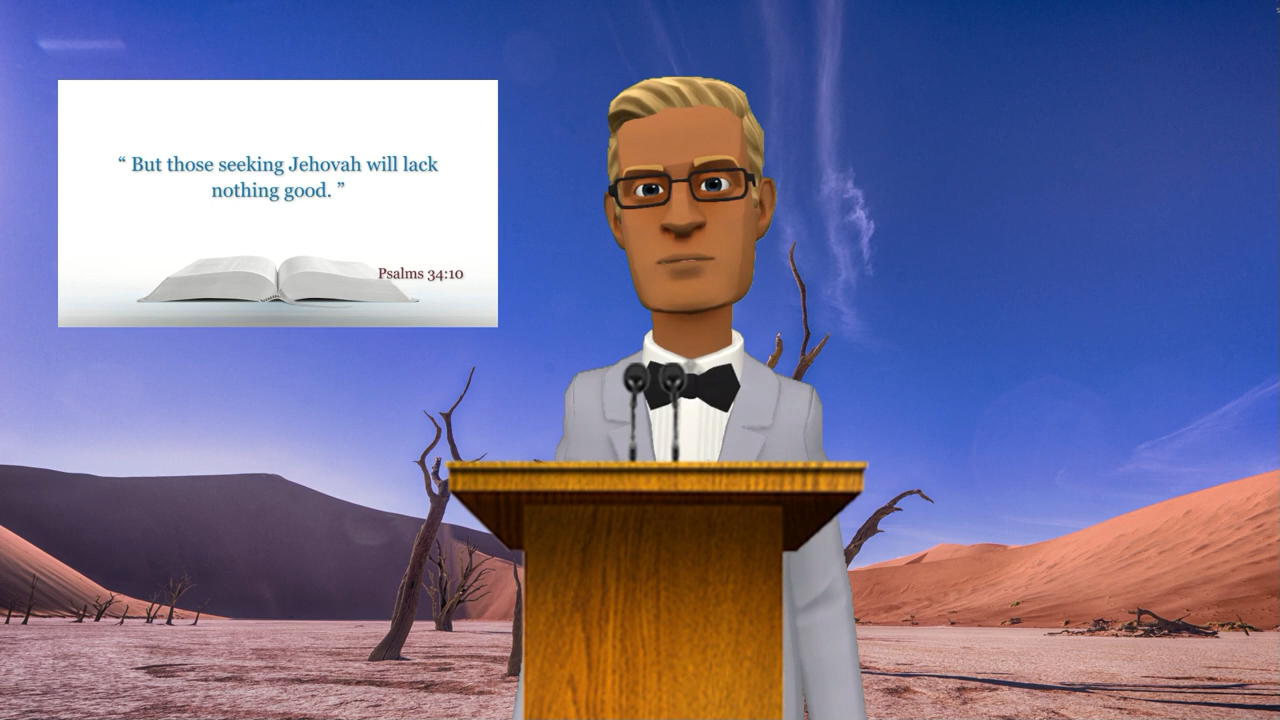 “ But those seeking Jehovah will lack
nothing good. ”
Psalms 34:10